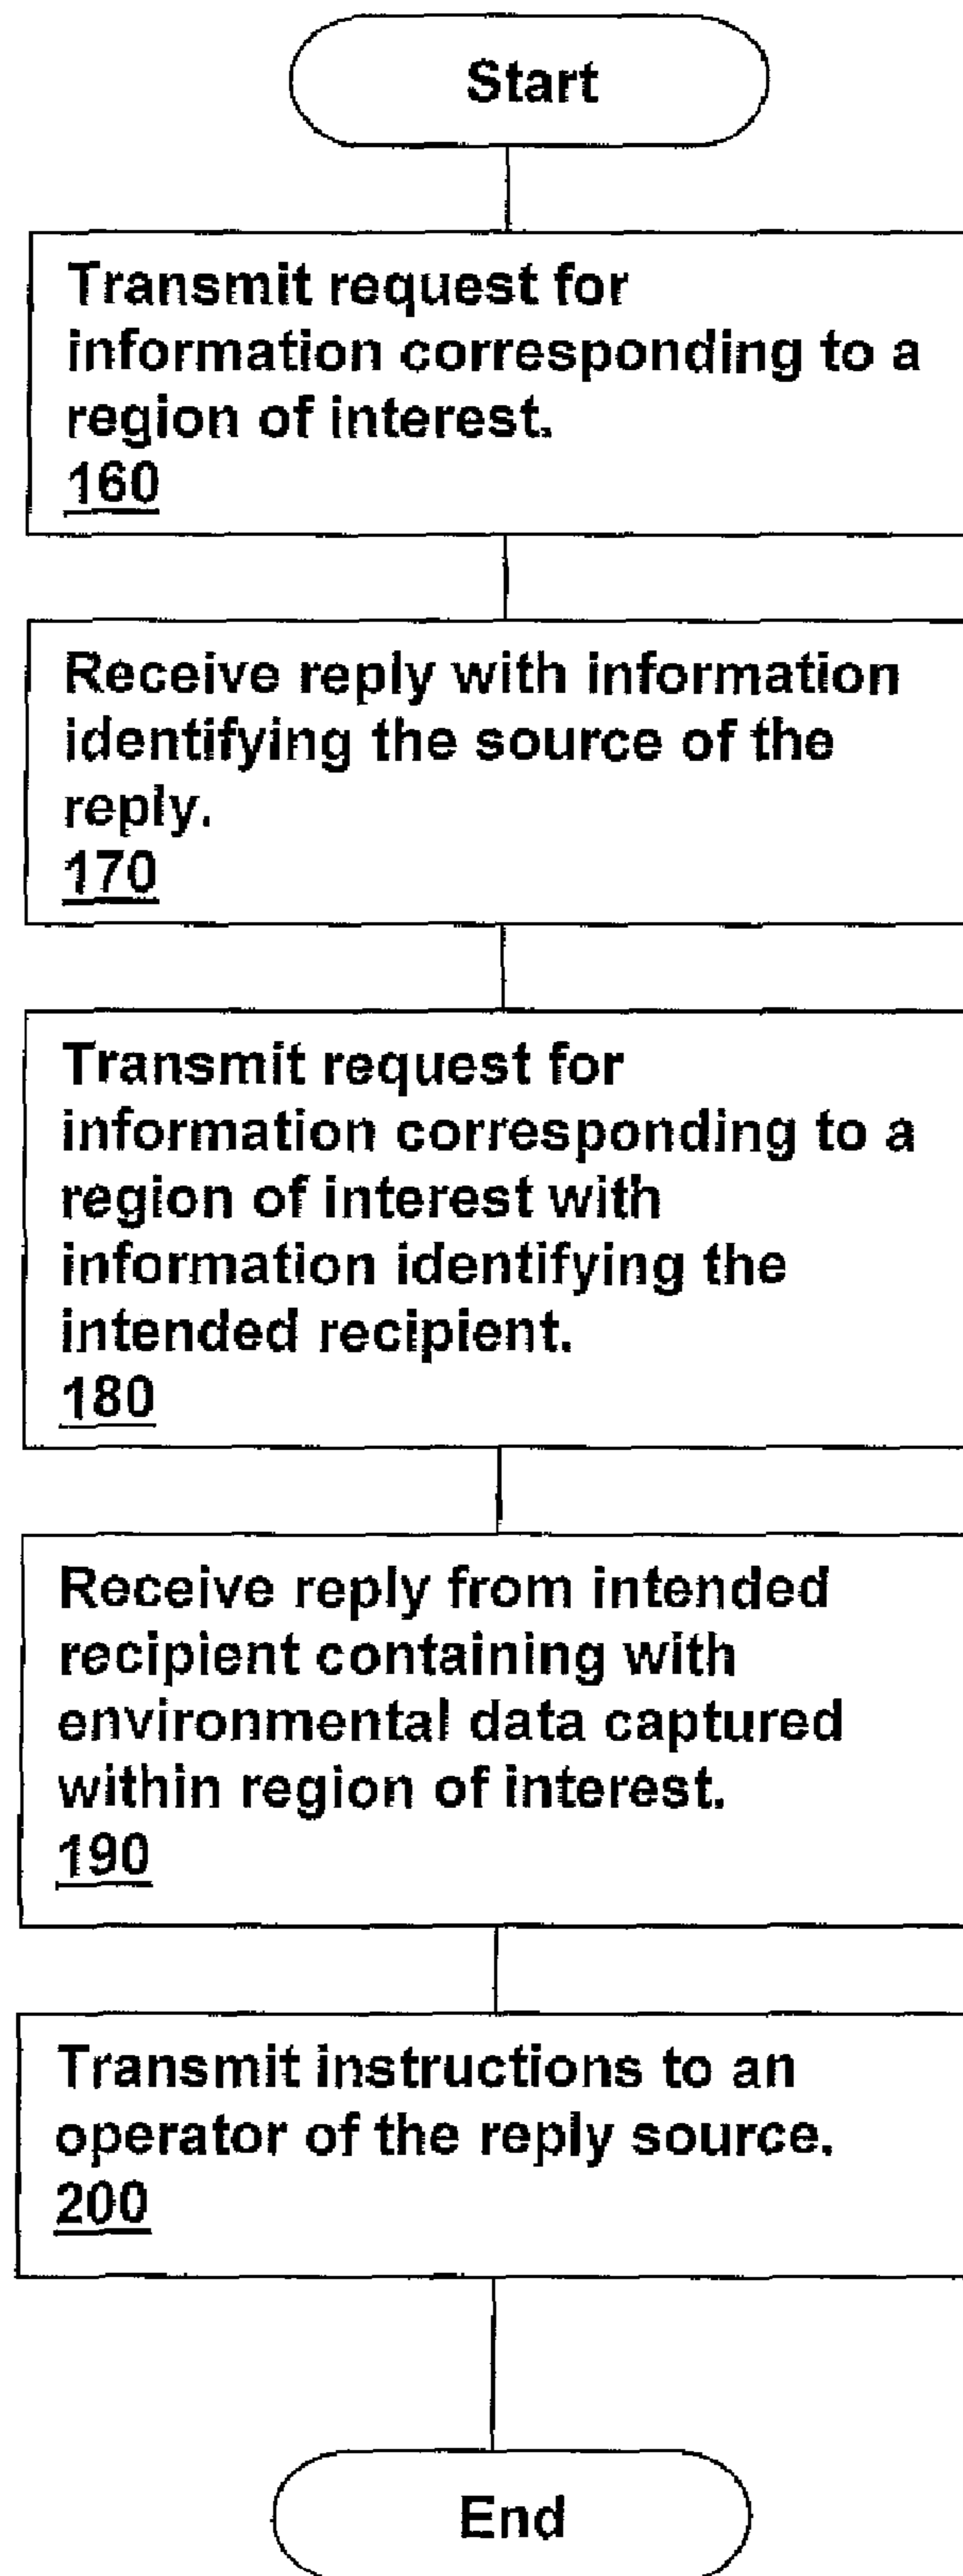 Start
Transmit request for
information corresponding to a
region of interest.
160
Receive reply with information
identifying the source of the
reply.
170
Transmit request for
information corresponding to a
region of interest with
information identifying the
intended recipient.
180
Receive reply from intended
recipient containing with
environmental data captured
within region of interest.
190
Transmit instructions to an
operator of the reply source.
200
End